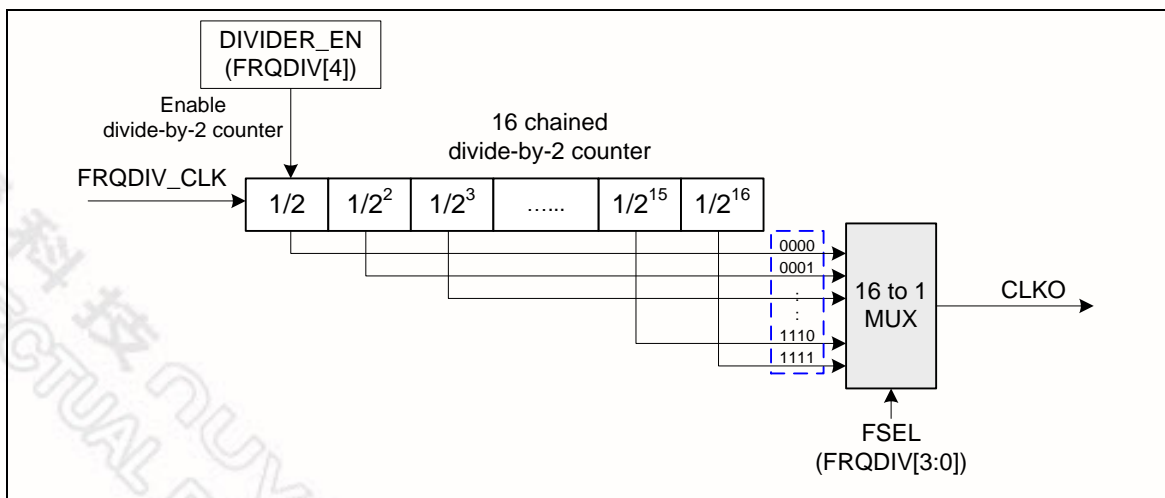 DIVIDER_EN
(FRQDIV[4])
Enable
divide-by-2 counter
16 chained
divide-by-2 counter
FRQDIV_CLK
1/2 1/2² 1/2³ …... 1/2¹⁵ 1/2¹⁶
0000
0001
:
:
1110
1111
16 to 1
MUX
CLKO
FSEL
(FRQDIV[3:0])
科技